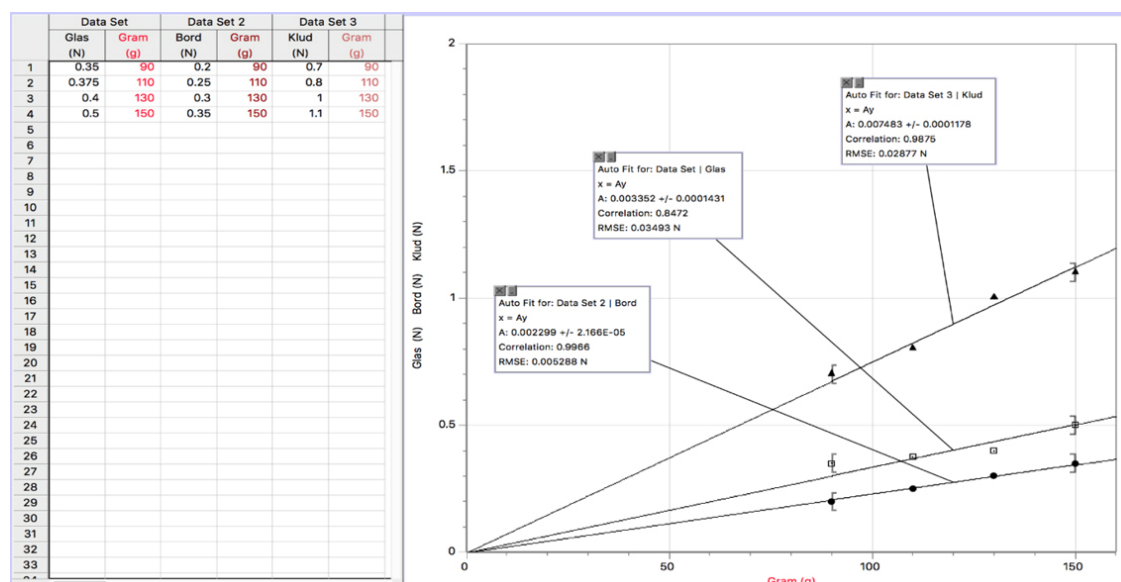 Data Set Data Set 2 Data Set 3
Glas Gram Bord Gram Klud Gram
(N) (g) (N) (g) (N) (g)
1 0.35 90 0.2 90 0.7 90
2 0.375 110 0.25 110 0.8 110
3 0.4 130 0.3 130 1 130
4 0.5 150 0.35 150 1.1 150
5
6
7
8
9
10
11
12
13
14
15
16
17
18
19
20
21
22
23
24
25
26
27
28
29
30
31
32
33
2
1.5
1
0.5
0
Glas (N) Bord (N) Klud (N)
Auto Fit for: Data Set 3 | Klud
x = Ay
A: 0.007483 +/- 0.0001178
Correlation: 0.9875
RMSE: 0.02877 N
Auto Fit for: Data Set | Glas
x = Ay
A: 0.003352 +/- 0.0001431
Correlation: 0.8472
RMSE: 0.03493 N
Auto Fit for: Data Set 2 | Bord
x = Ay
A: 0.002299 +/- 2.166E-05
Correlation: 0.9966
RMSE: 0.005288 N
0 50 100 150
Gram (g)